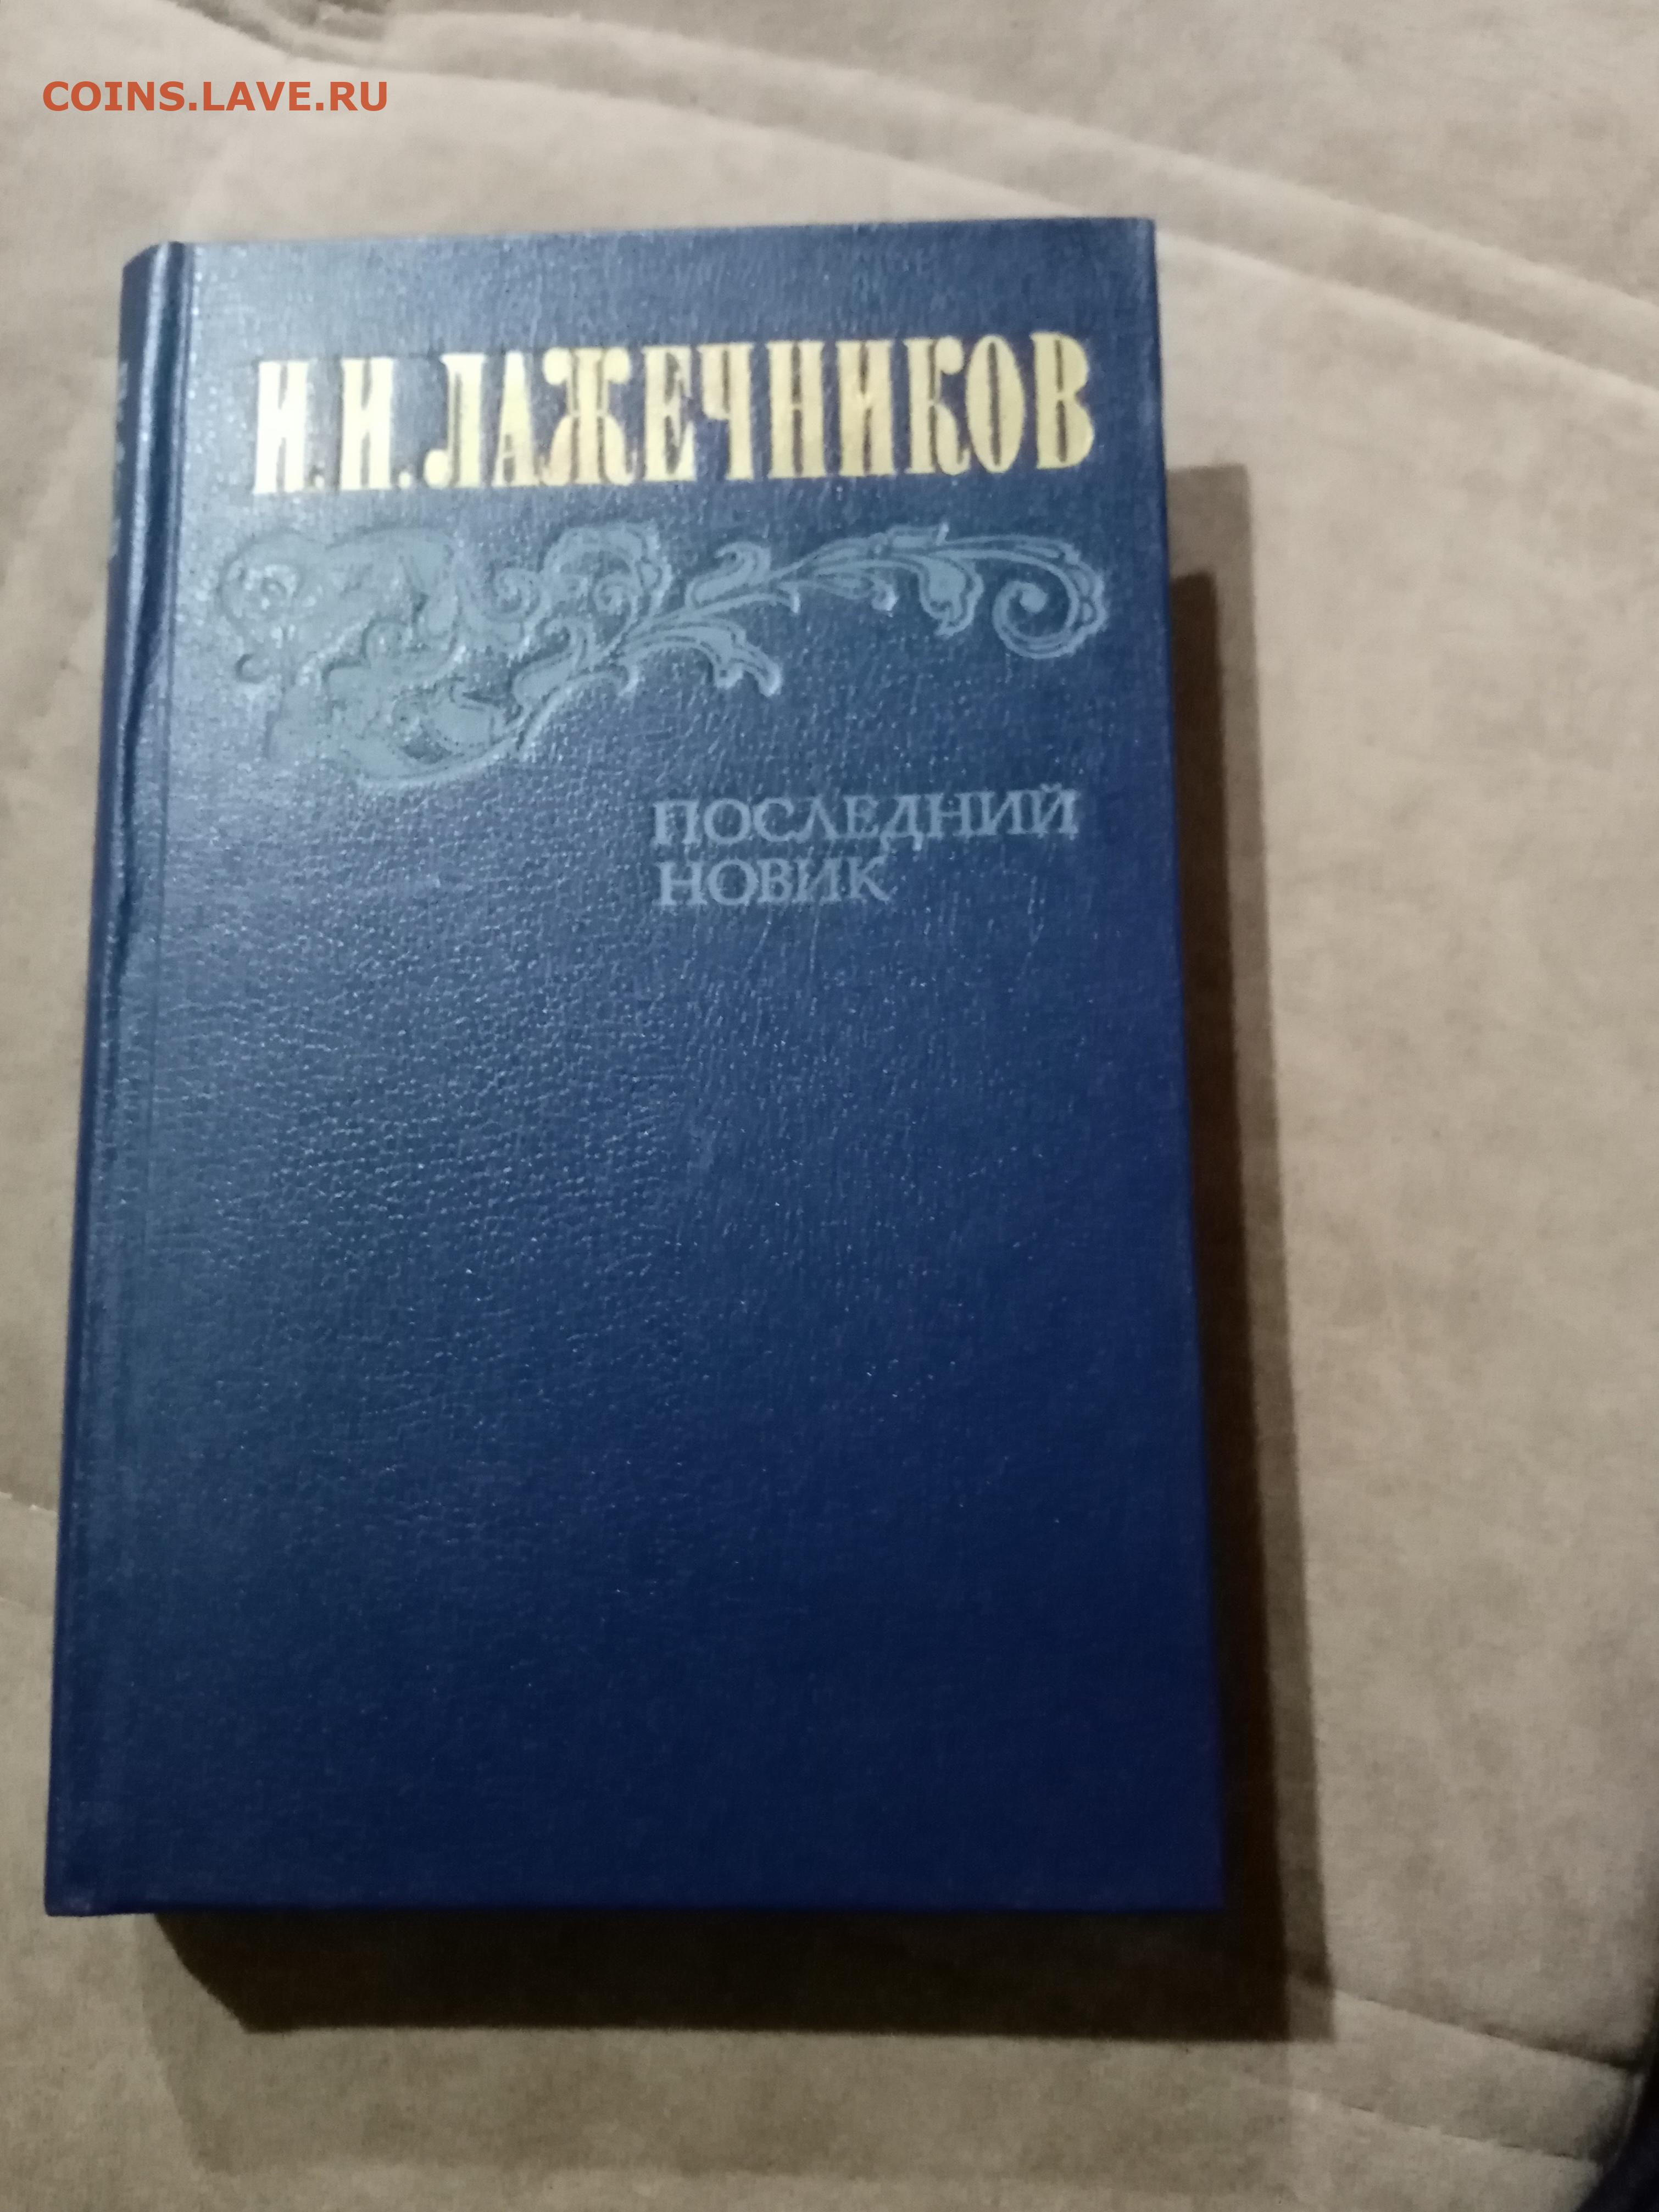 COINS.LAVE.RU
И.И.ЛАЖЕЧНИКОВ
ПОСЛЕДНИЙ
НОВИК